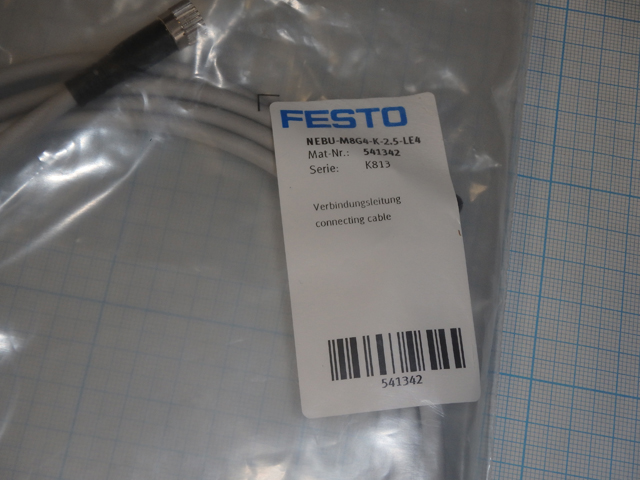 FESTO
NEBU-M8G4-K-2.5-LE4
Mat-Nr.: 541342
Serie: K813
Verbindungsleitung
connecting cable
541342